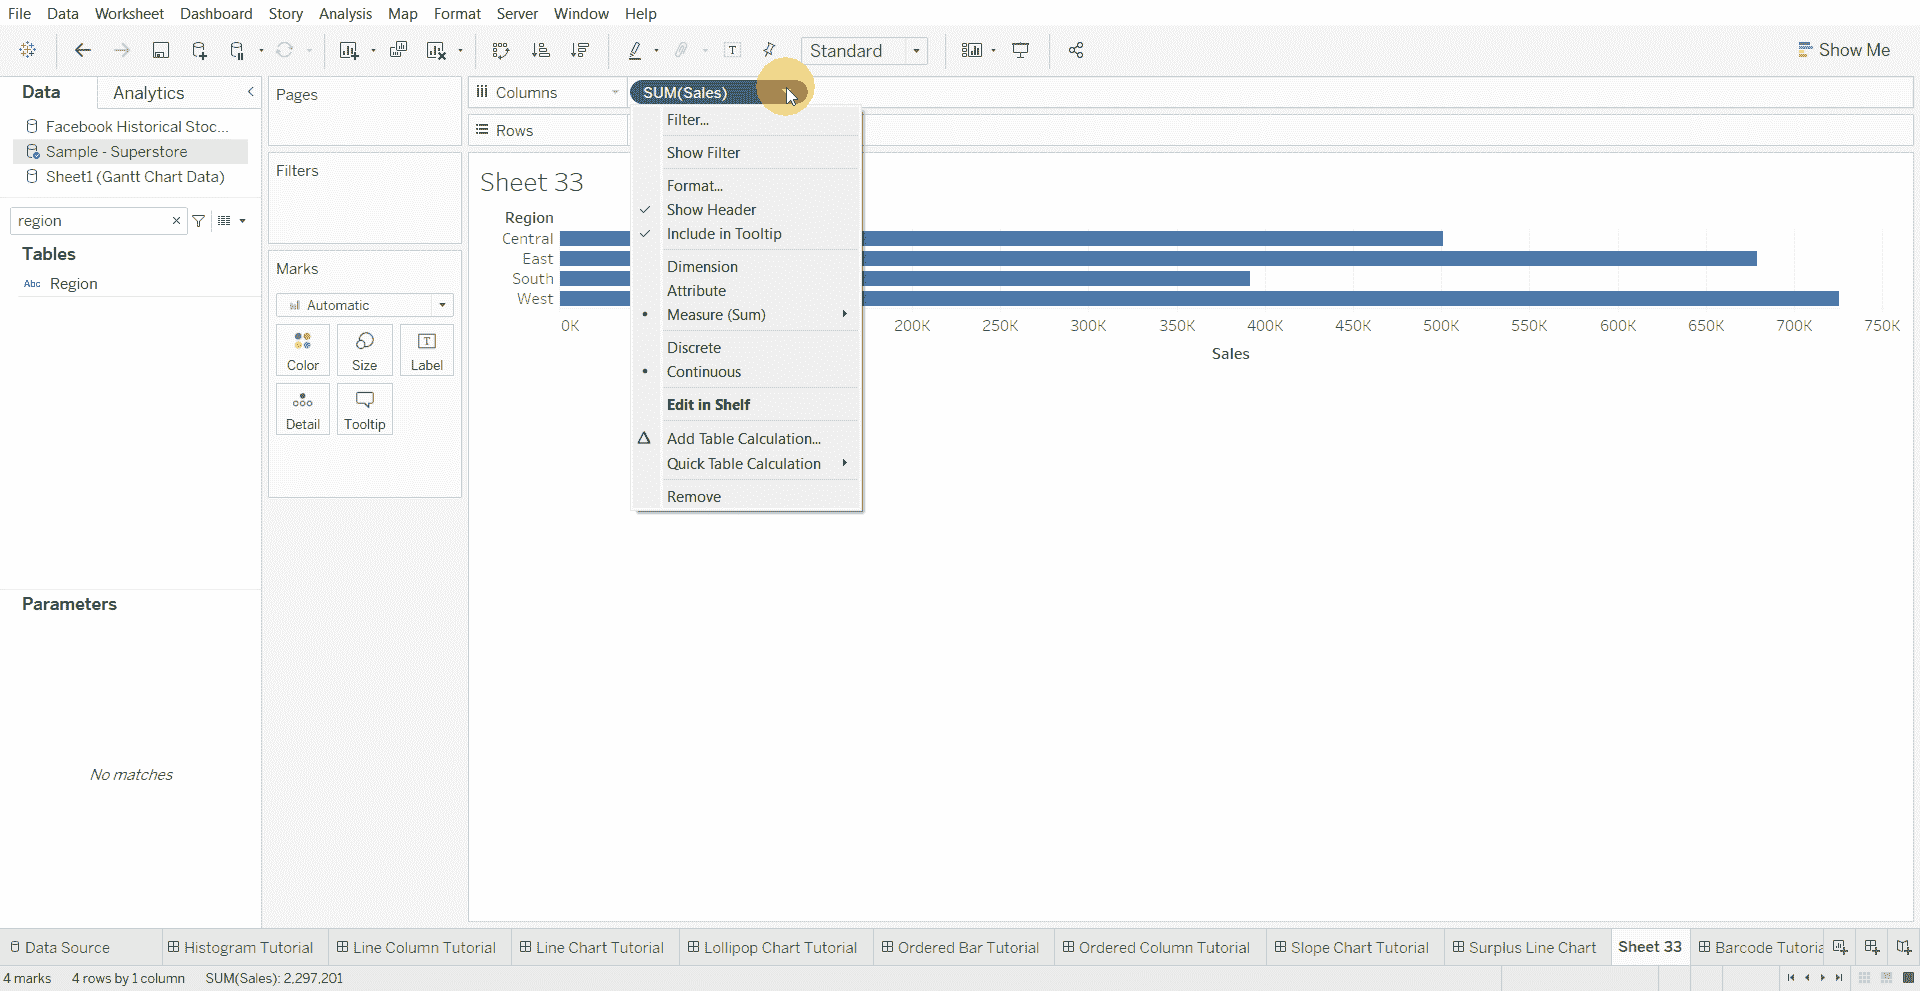 File Data Worksheet Dashboard Story Analysis Map Format Server Window Help
Standard
Show Me
Data
Analytics
Facebook Historical Stoc...
Sample - Superstore
Sheet1 (Gantt Chart Data)
region
Tables
Abc Region
Parameters
No matches
Pages
Filters
Marks
Automatic
Color Size Label
Detail Tooltip
Columns
SUM(Sales)
Rows
Filter...
Show Filter
Format...
Show Header
Include in Tooltip
Dimension
Attribute
Measure (Sum)
Discrete
Continuous
Edit in Shelf
Add Table Calculation...
Quick Table Calculation
Remove
Sheet 33
Region
Central
East
South
West
0K 200K 250K 300K 350K 400K 450K 500K 550K 600K 650K 700K 750K
Sales
Data Source Histogram Tutorial Line Column Tutorial Line Chart Tutorial Lollipop Chart Tutorial Ordered Bar Tutorial Ordered Column Tutorial Slope Chart Tutorial Surplus Line Chart Sheet 33 Barcode Tutoria
4 marks 4 rows by 1 column SUM(Sales): 2,297,201